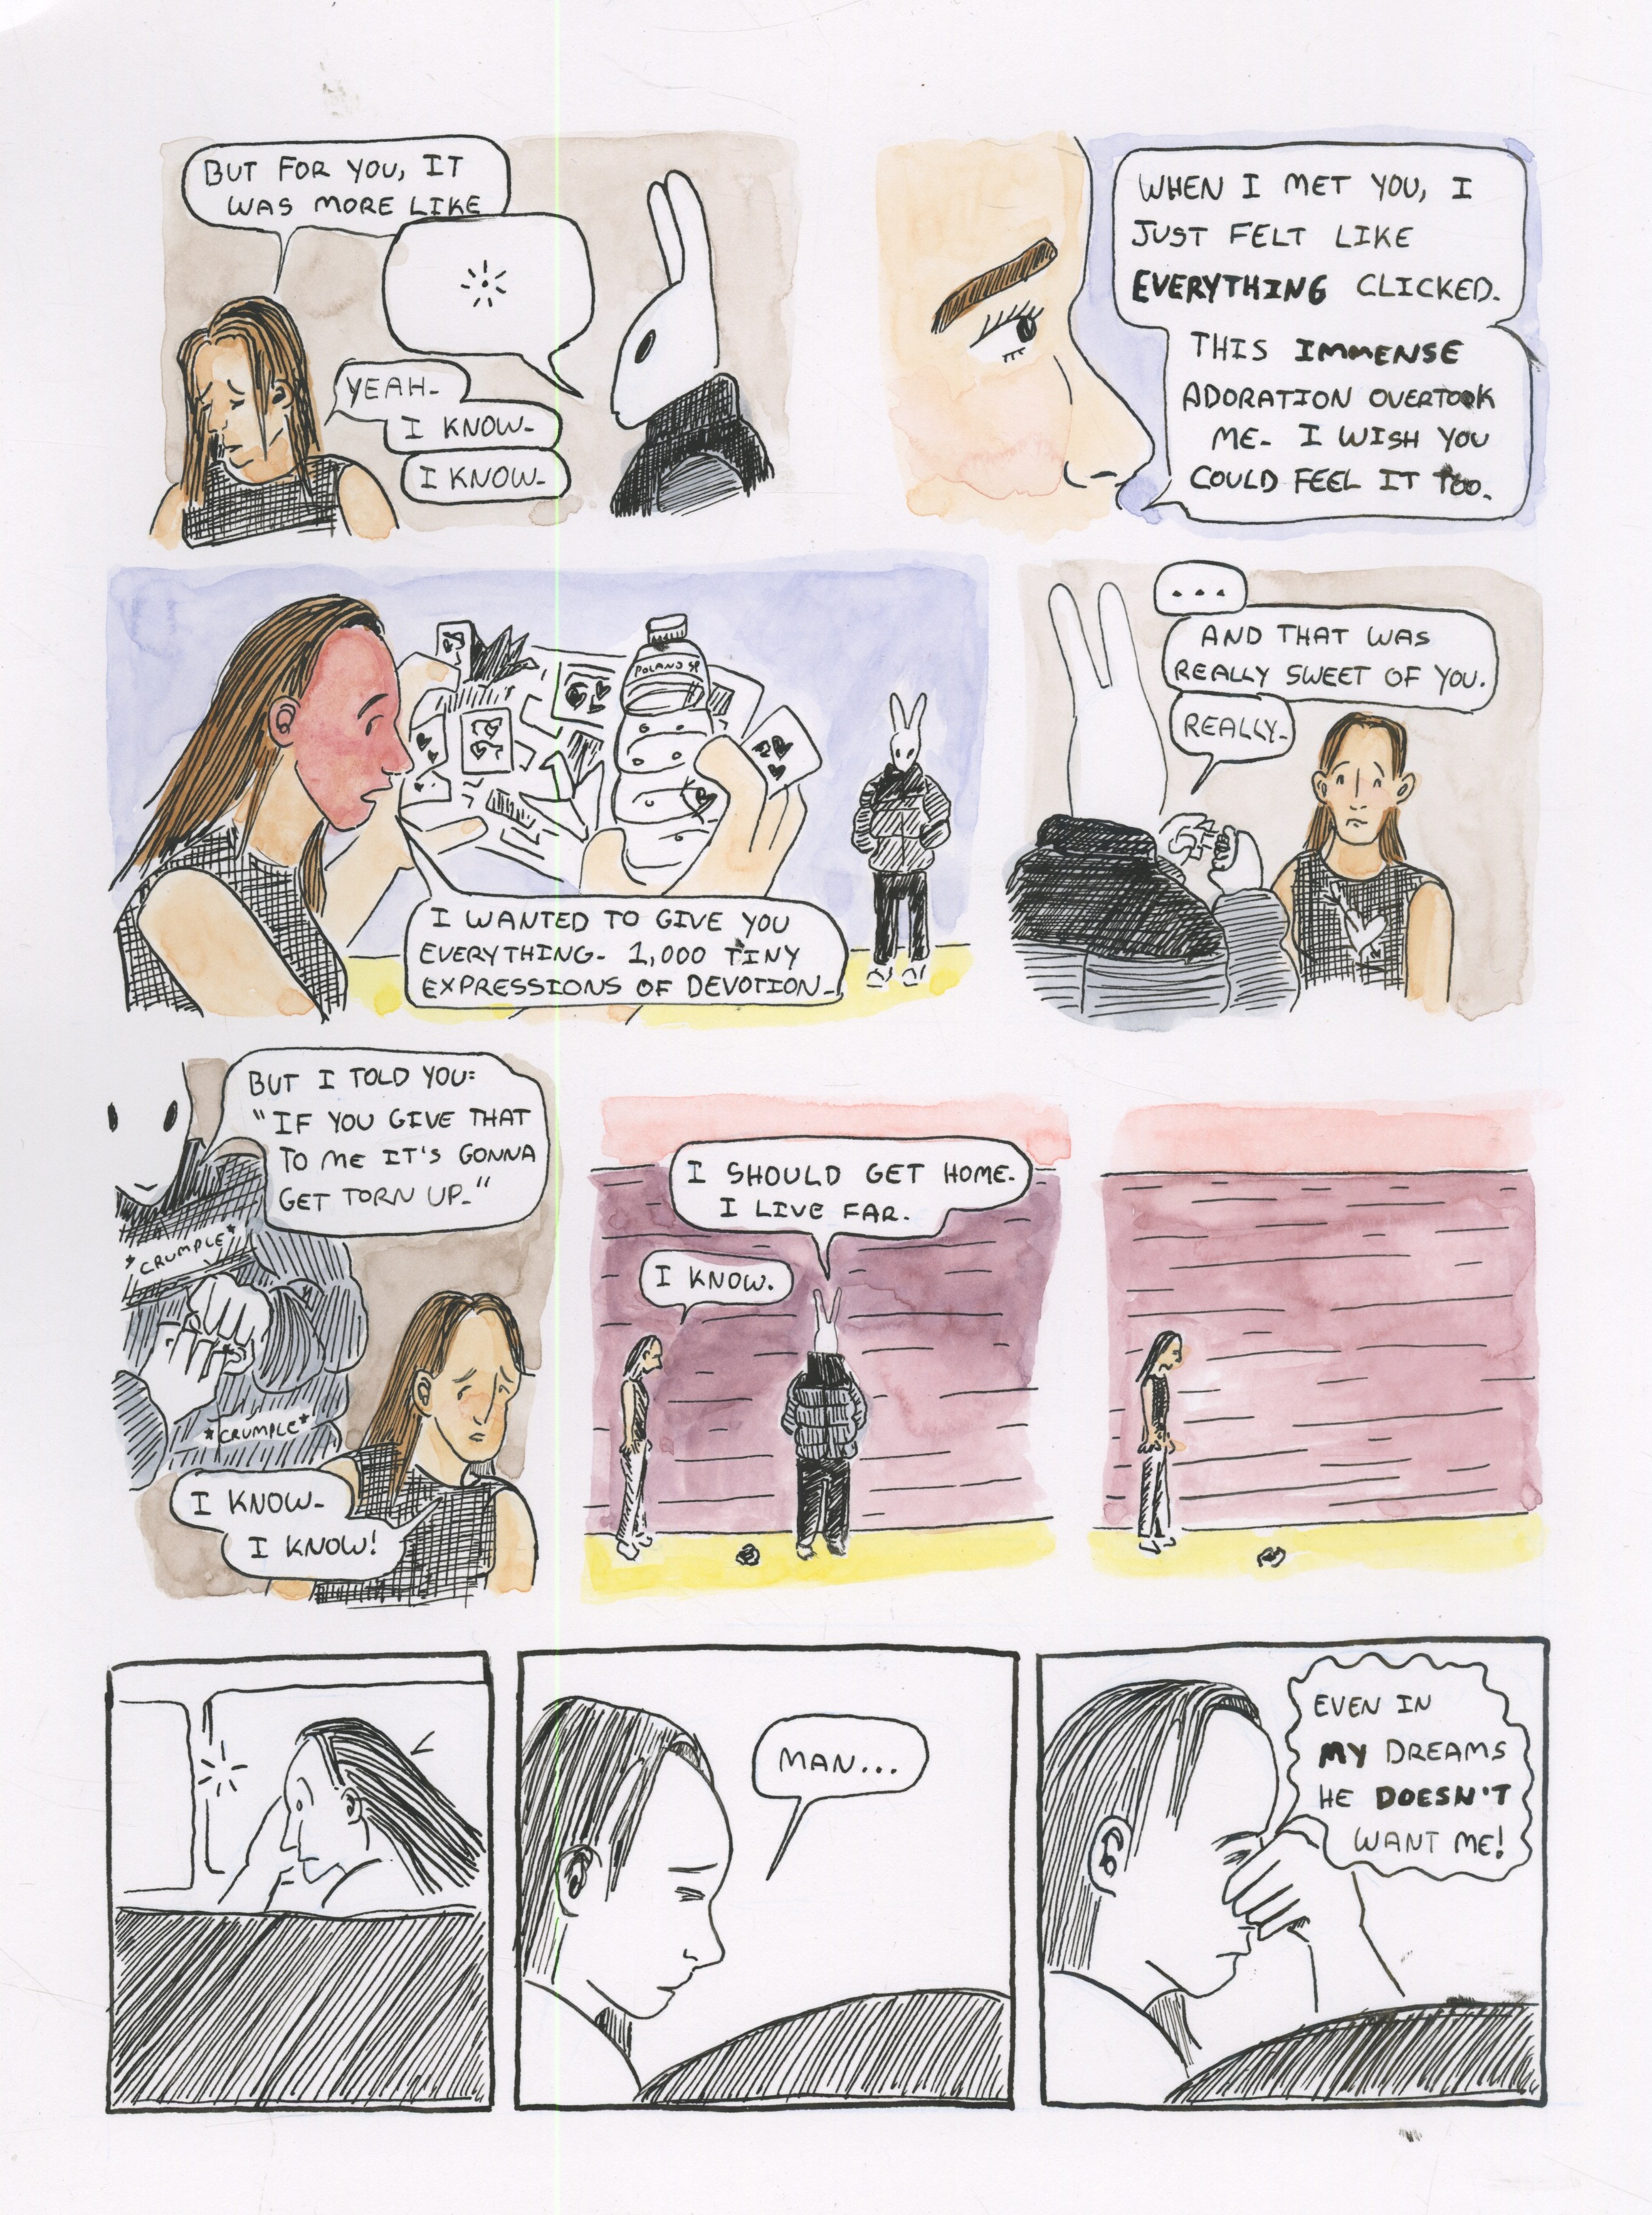 BUT FOR YOU, IT
WAS MORE LIKE
YEAH-
I KNOW-
I KNOW-
WHEN I MET YOU, I
JUST FELT LIKE
EVERYTHING CLICKED.
THIS IMMENSE
ADORATION OVERTOOK
ME- I WISH YOU
COULD FEEL IT TOO.
POLAND SP
I WANTED TO GIVE YOU
EVERYTHING- 1,000 TINY
EXPRESSIONS OF DEVOTION-
...
AND THAT WAS
REALLY SWEET OF YOU.
REALLY-
BUT I TOLD YOU:
"IF YOU GIVE THAT
TO ME IT'S GONNA
GET TORN UP-"
*CRUMPLE*
*CRUMPLE*
I KNOW-
I KNOW!
I SHOULD GET HOME.
I LIVE FAR.
I KNOW.
MAN...
EVEN IN
MY DREAMS
HE DOESN'T
WANT ME!